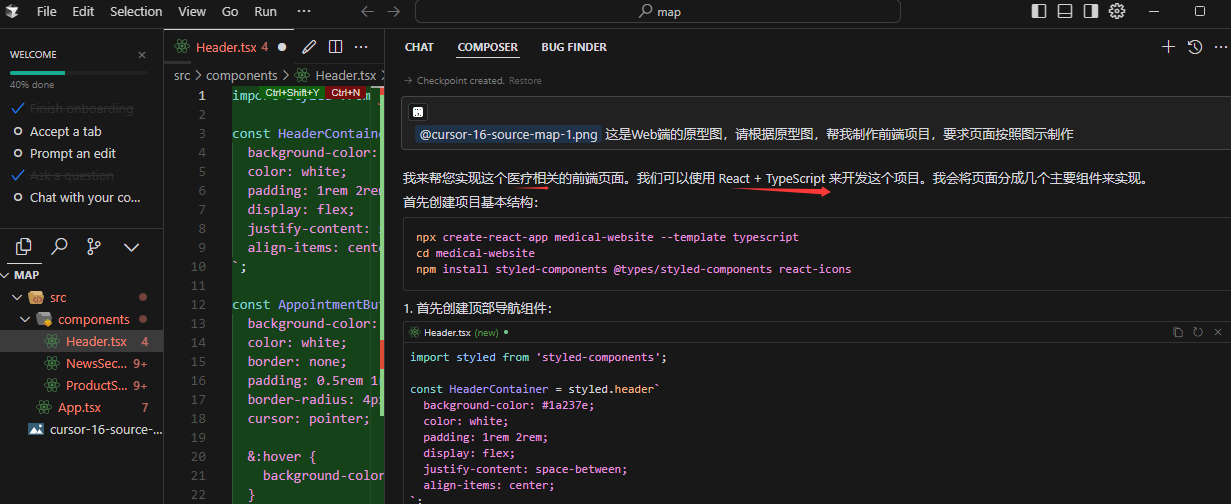 File Edit Selection View Go Run ··· map
WELCOME
40% done
Finish onboarding
Accept a tab
Prompt an edit
Ask a question
Chat with your co...
MAP
src
components
Header.tsx 4
NewsSec... 9+
ProductS... 9+
App.tsx 7
cursor-16-source-...
Header.tsx 4
src > components > Header.tsx >
Ctrl+Shift+Y Ctrl+N
1
2
3 const HeaderContaine
4 background-color:
5 color: white;
6 padding: 1rem 2rem
7 display: flex;
8 justify-content:
9 align-items: cente
10 `;
11
12 const AppointmentBut
13 background-color:
14 color: white;
15 border: none;
16 padding: 0.5rem 1
17 border-radius: 4p
18 cursor: pointer;
19
20 &:hover {
21 background-color
22 }
CHAT COMPOSER BUG FINDER
Checkpoint created. Restore
@cursor-16-source-map-1.png 这是Web端的原型图，请根据原型图，帮我制作前端项目，要求页面按照图示制作
我来帮您实现这个医疗相关的前端页面。我们可以使用 React + TypeScript 来开发这个项目。我会将页面分成几个主要组件来实现。
首先创建项目基本结构：
npx create-react-app medical-website --template typescript
cd medical-website
npm install styled-components @types/styled-components react-icons
1. 首先创建顶部导航组件：
Header.tsx (new)
import styled from 'styled-components';
const HeaderContainer = styled.header`
background-color: #1a237e;
color: white;
padding: 1rem 2rem;
display: flex;
justify-content: space-between;
align-items: center;
`;